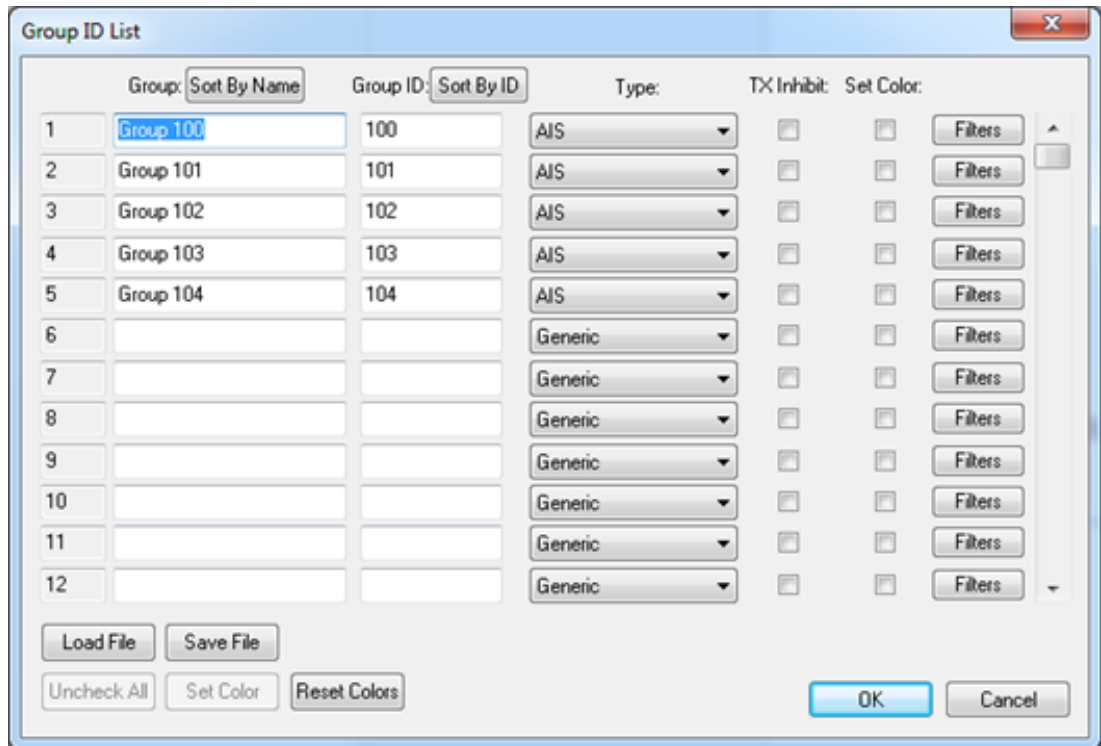 Group ID List
Group: Sort By Name Group ID: Sort By ID Type: TX Inhibit: Set Color:
1 Group 100 100 AIS Filters
2 Group 101 101 AIS Filters
3 Group 102 102 AIS Filters
4 Group 103 103 AIS Filters
5 Group 104 104 AIS Filters
6 Generic Filters
7 Generic Filters
8 Generic Filters
9 Generic Filters
10 Generic Filters
11 Generic Filters
12 Generic Filters
Load File Save File
Uncheck All Set Color Reset Colors OK Cancel